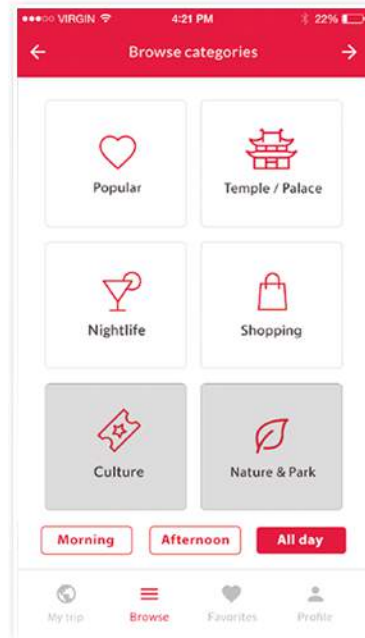 VIRGIN 4:21 PM 22%
Browse categories
Popular Temple / Palace
Nightlife Shopping
Culture Nature & Park
Morning Afternoon All day
My trip Browse Favorites Profile